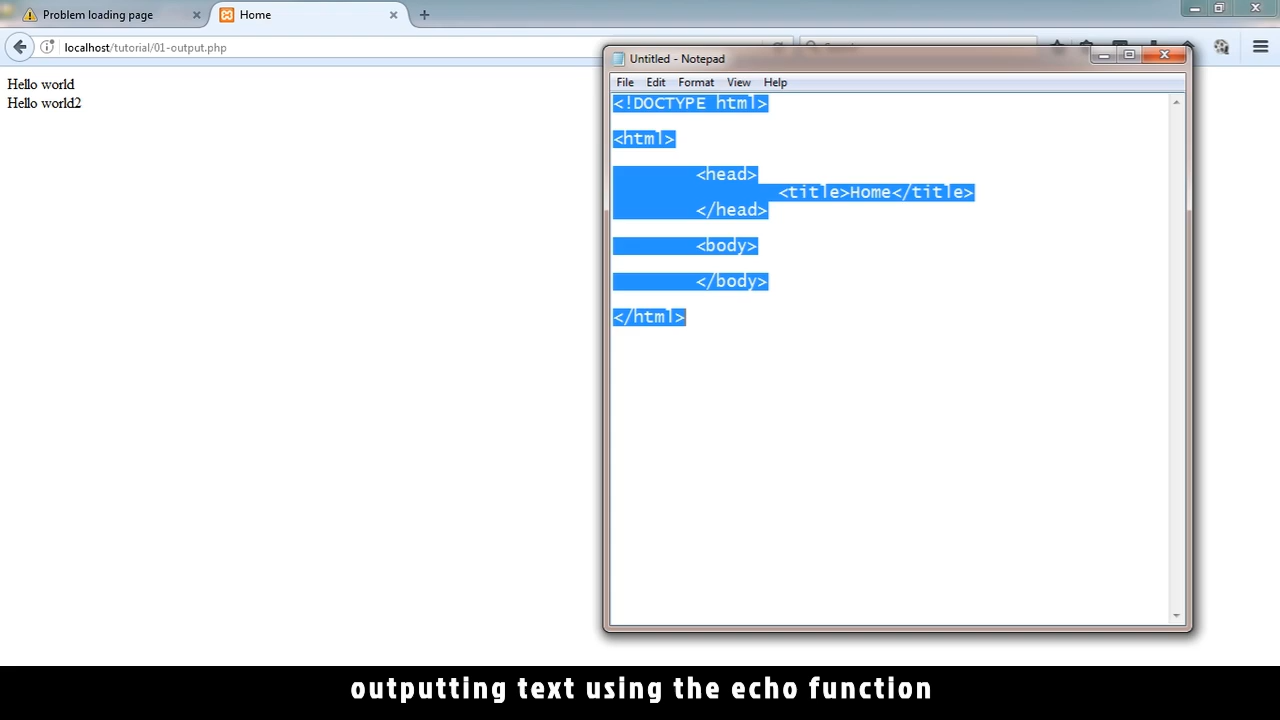 Problem loading page
Home
localhost/tutorial/01-output.php
Hello world
Hello world2
Untitled - Notepad
File Edit Format View Help
<!DOCTYPE html>
<html>
<head>
<title>Home</title>
</head>
<body>
</body>
</html>
outputting text using the echo function